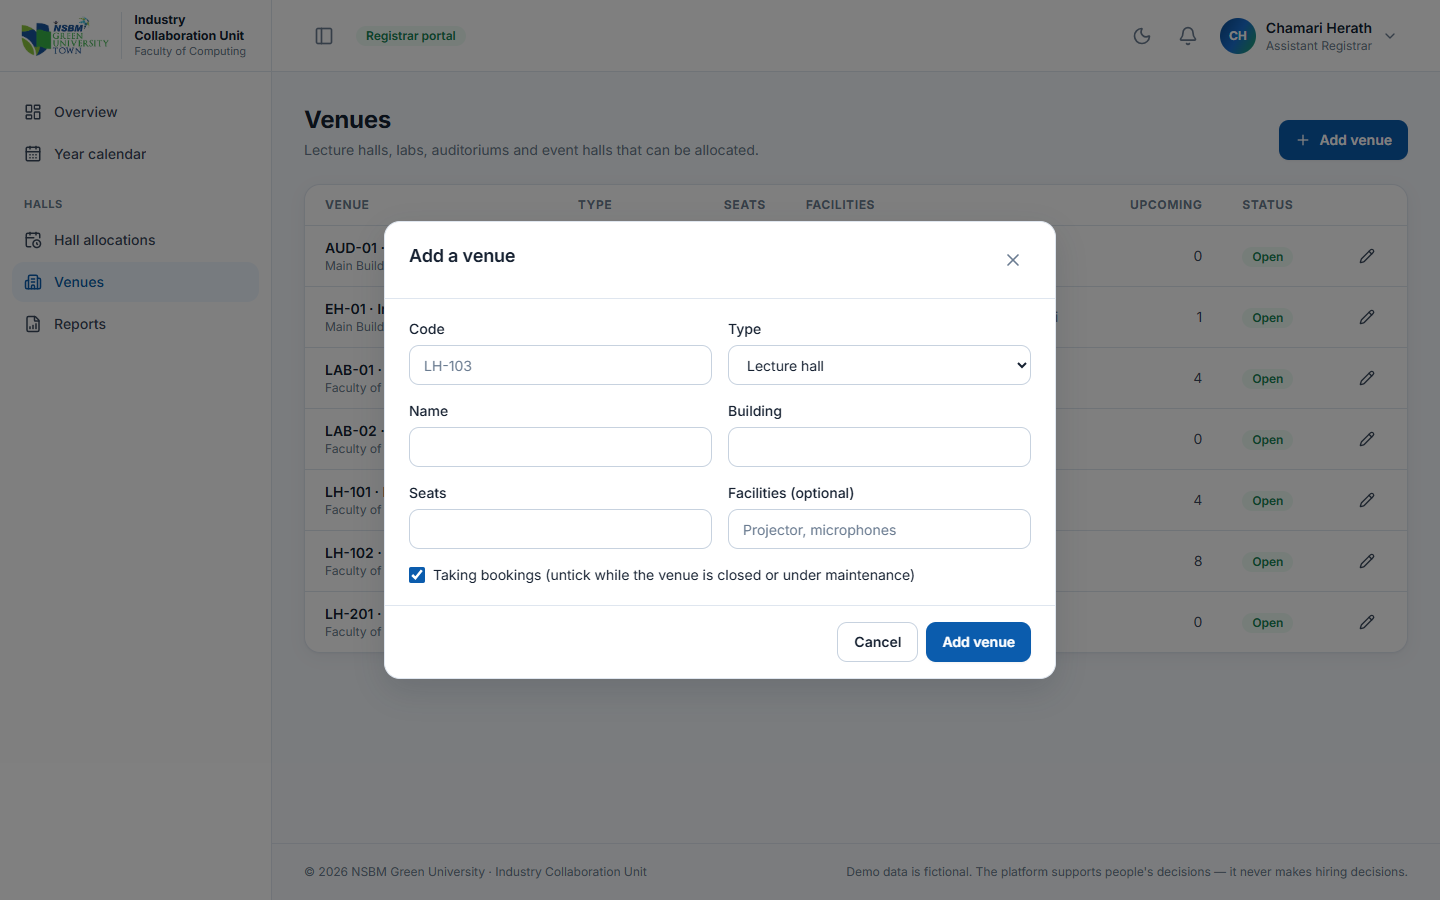 NSBM
GREEN
UNIVERSITY
TOWN
Industry
Collaboration Unit
Faculty of Computing
Registrar portal
CH
Chamari Herath
Assistant Registrar
Overview
Year calendar
HALLS
Hall allocations
Venues
Reports
Venues
Lecture halls, labs, auditoriums and event halls that can be allocated.
Add venue
VENUE TYPE SEATS FACILITIES UPCOMING STATUS
AUD-01 ·
Main Build
0 Open
EH-01 · I
Main Build
1 Open
LAB-01 ·
Faculty of
4 Open
LAB-02 ·
Faculty of
0 Open
LH-101 ·
Faculty of
4 Open
LH-102 ·
Faculty of
8 Open
LH-201 ·
Faculty of
0 Open
Add a venue
Code Type
LH-103 Lecture hall
Name Building
Seats Facilities (optional)
Projector, microphones
Taking bookings (untick while the venue is closed or under maintenance)
Cancel Add venue
© 2026 NSBM Green University · Industry Collaboration Unit
Demo data is fictional. The platform supports people's decisions — it never makes hiring decisions.